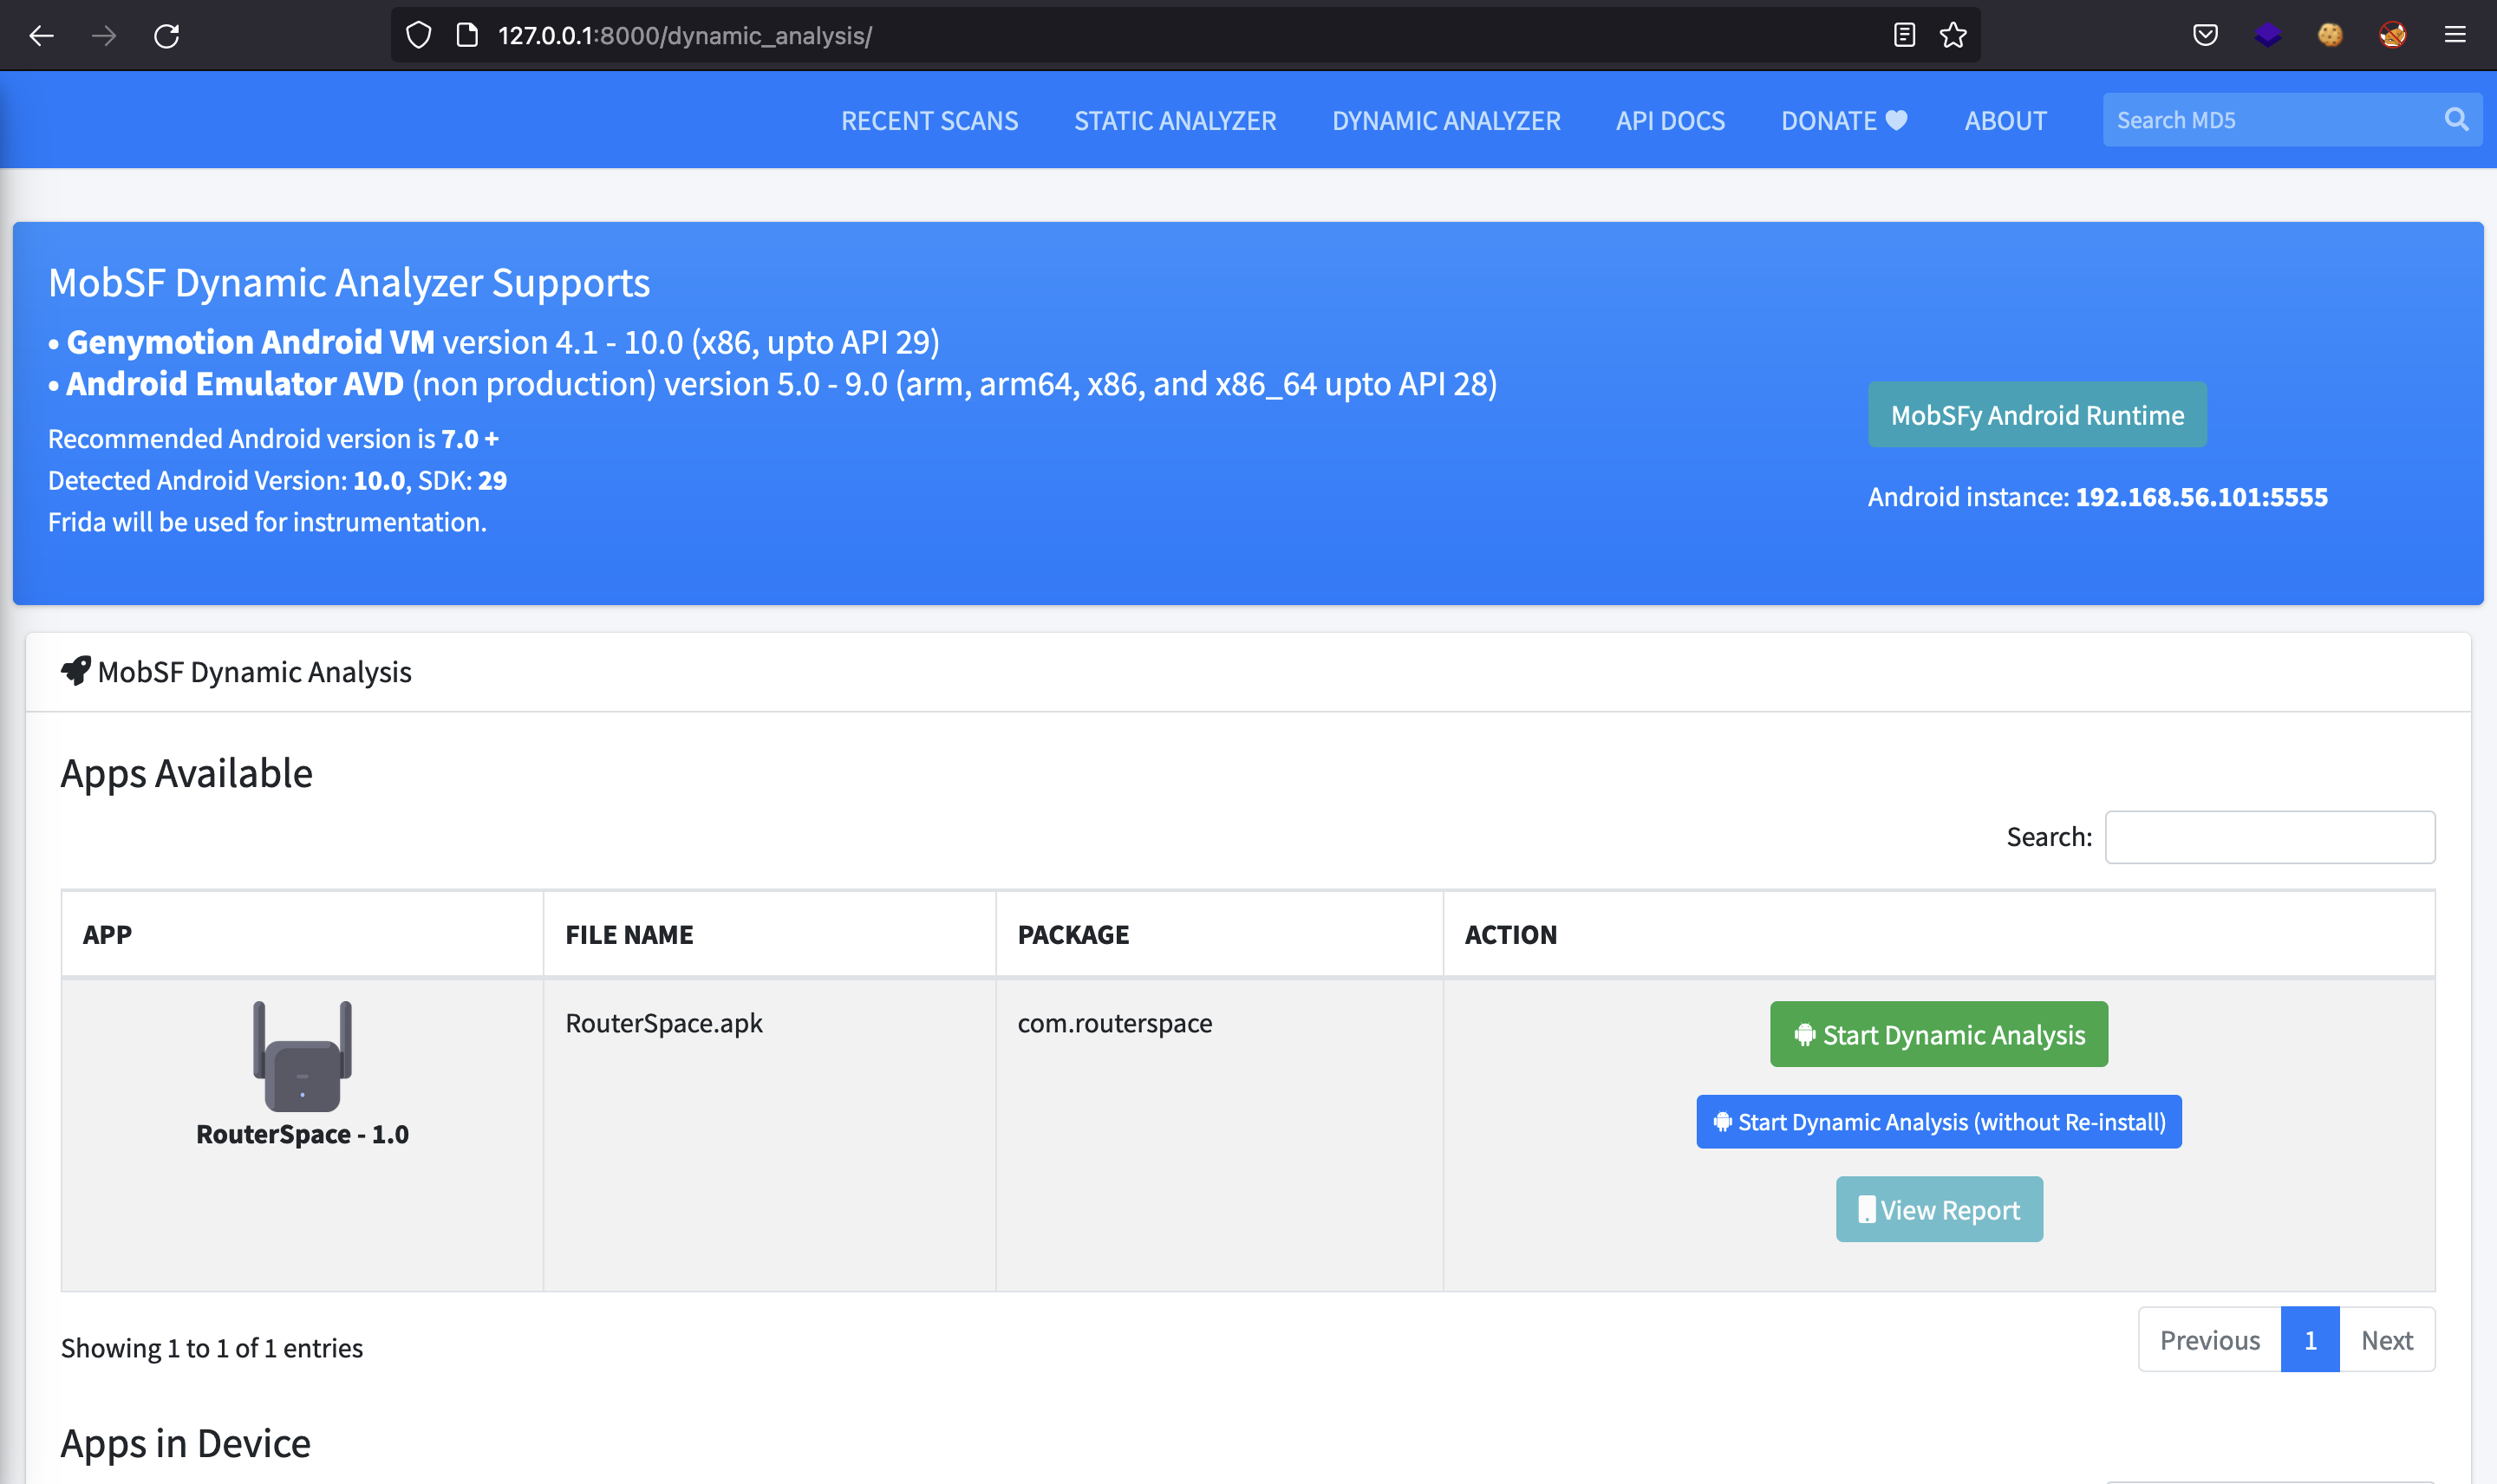 127.0.0.1:8000/dynamic_analysis/
RECENT SCANS STATIC ANALYZER DYNAMIC ANALYZER API DOCS DONATE ABOUT Search MD5
MobSF Dynamic Analyzer Supports
• Genymotion Android VM version 4.1 - 10.0 (x86, upto API 29)
• Android Emulator AVD (non production) version 5.0 - 9.0 (arm, arm64, x86, and x86_64 upto API 28)
Recommended Android version is 7.0 +
Detected Android Version: 10.0, SDK: 29
Frida will be used for instrumentation.
MobSFy Android Runtime
Android instance: 192.168.56.101:5555
MobSF Dynamic Analysis
Apps Available
Search:
APP FILE NAME PACKAGE ACTION
RouterSpace - 1.0
RouterSpace.apk
com.routerspace
Start Dynamic Analysis
Start Dynamic Analysis (without Re-install)
View Report
Showing 1 to 1 of 1 entries
Previous 1 Next
Apps in Device